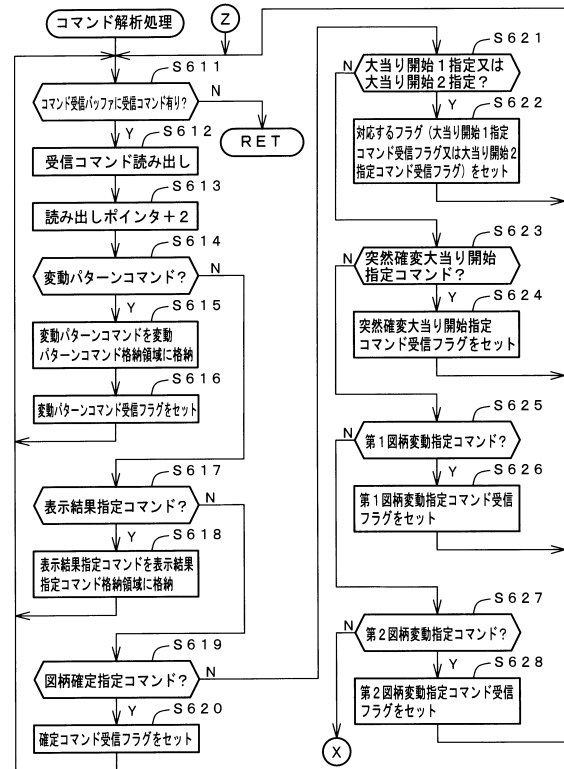 コマンド解析処理
Z
S611
コマンド受信バッファに受信コマンド有り?
N
RET
Y
S612
受信コマンド読み出し
S613
読み出しポインタ+2
S614
変動パターンコマンド?
N
Y
S615
変動パターンコマンドを変動
パターンコマンド格納領域に格納
S616
変動パターンコマンド受信フラグをセット
S617
表示結果指定コマンド?
N
Y
S618
表示結果指定コマンドを表示結果
指定コマンド格納領域に格納
S619
図柄確定指定コマンド?
N
Y
S620
確定コマンド受信フラグをセット
S621
N
大当り開始1指定又は
大当り開始2指定?
Y
S622
対応するフラグ(大当り開始1指定
コマンド受信フラグ又は大当り開始2
指定コマンド受信フラグ)をセット
S623
N
突然確変大当り開始
指定コマンド?
Y
S624
突然確変大当り開始指定
コマンド受信フラグをセット
S625
N
第1図柄変動指定コマンド?
Y
S626
第1図柄変動指定コマンド受信
フラグをセット
S627
N
第2図柄変動指定コマンド?
Y
S628
第2図柄変動指定コマンド受信
フラグをセット
X